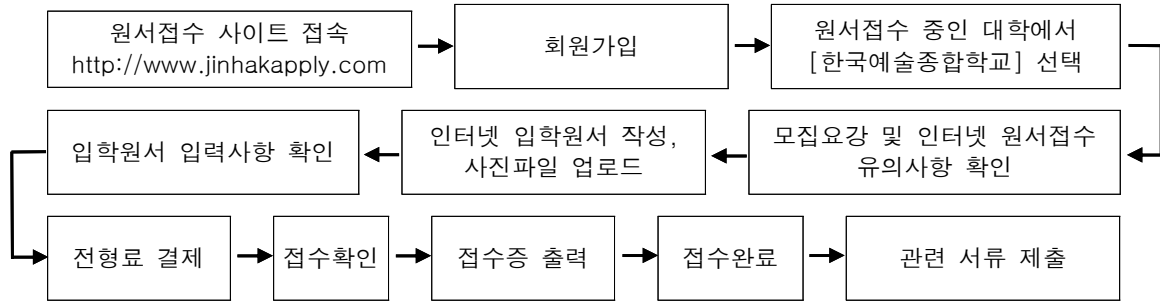 원서접수 사이트 접속
http://www.jinhakapply.com
회원가입
원서접수 중인 대학에서
[한국예술종합학교] 선택
모집요강 및 인터넷 원서접수
유의사항 확인
인터넷 입학원서 작성,
사진파일 업로드
입학원서 입력사항 확인
전형료 결제
접수확인
접수증 출력
접수완료
관련 서류 제출